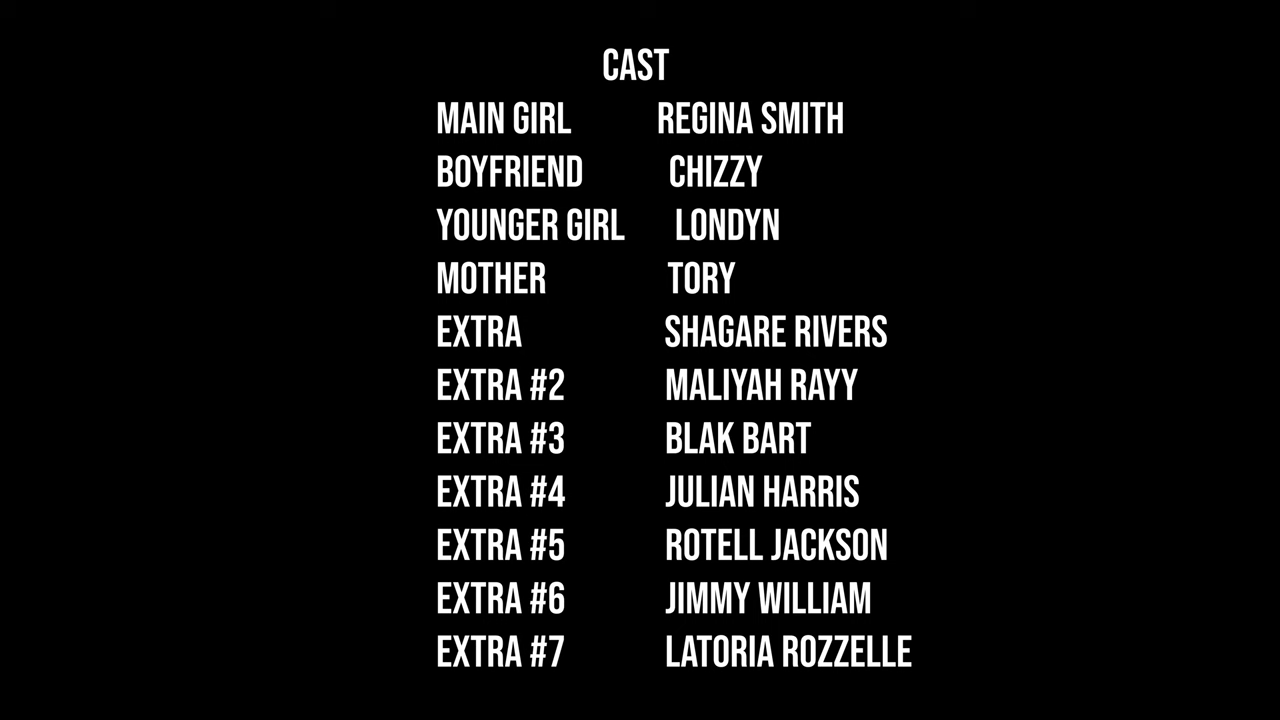 CAST
MAIN GIRL REGINA SMITH
BOYFRIEND CHIZZY
YOUNGER GIRL LONDYN
MOTHER TORY
EXTRA SHAGARE RIVERS
EXTRA #2 MALIYAH RAYY
EXTRA #3 BLAK BART
EXTRA #4 JULIAN HARRIS
EXTRA #5 ROTELL JACKSON
EXTRA #6 JIMMY WILLIAM
EXTRA #7 LATORIA ROZZELLE